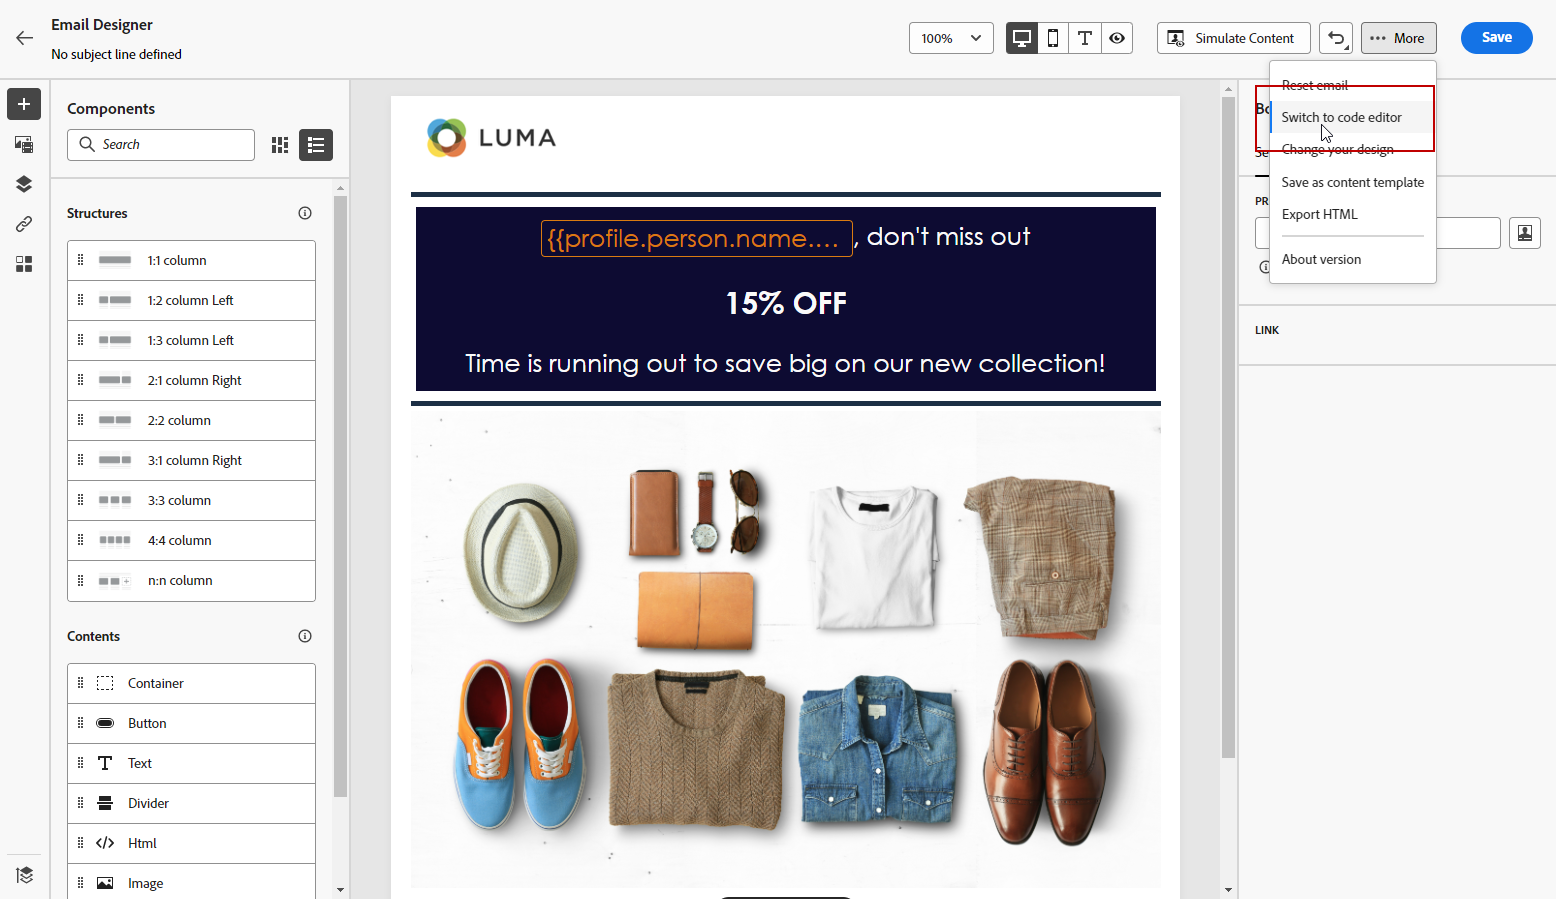 Email Designer
No subject line defined
100%
Simulate Content
More
Save
Components
Search
Structures
1:1 column
1:2 column Left
1:3 column Left
2:1 column Right
2:2 column
3:1 column Right
3:3 column
4:4 column
n:n column
Contents
Container
Button
Text
Divider
Html
Image
LUMA
{{profile.person.name.... , don't miss out
15% OFF
Time is running out to save big on our new collection!
Reset email
Switch to code editor
Change your design
Save as content template
Export HTML
About version
LINK